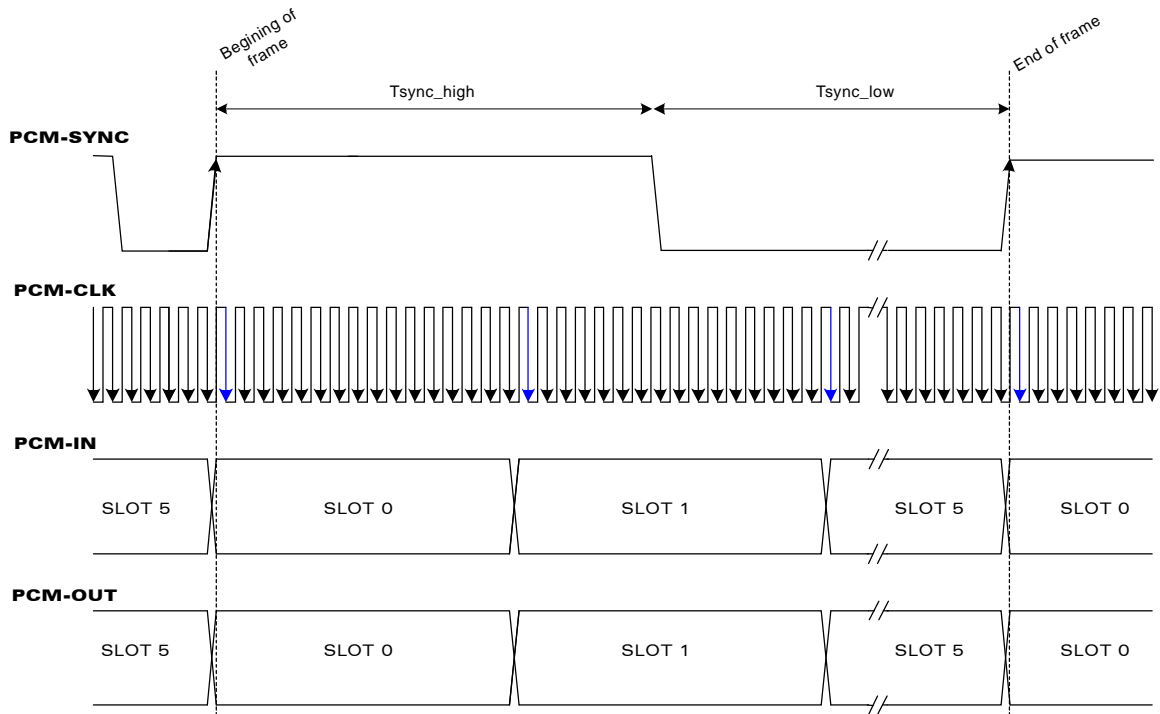 Begining of
frame
End of frame
Tsync_high
Tsync_low
PCM-SYNC
PCM-CLK
PCM-IN
SLOT 5
SLOT 0
SLOT 1
SLOT 5
SLOT 0
PCM-OUT
SLOT 5
SLOT 0
SLOT 1
SLOT 5
SLOT 0